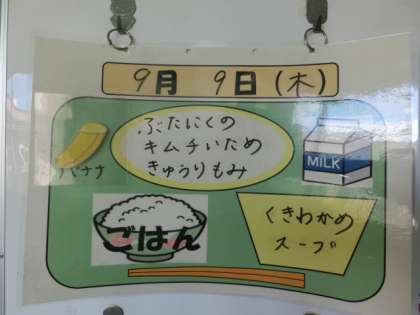 9月 9日(木)
ぶたにくの
キムチいため
きゅうりもみ
バナナ
MILK
ごはん
くきわかめ
スープ